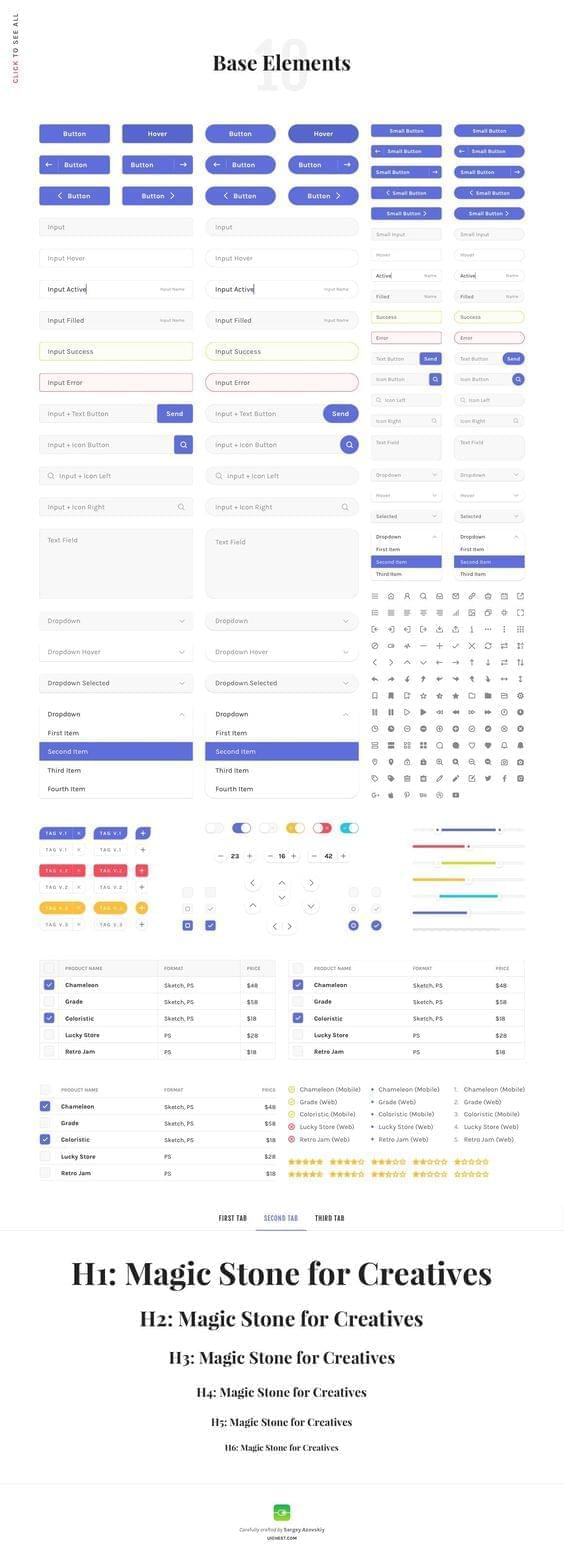 CLICK TO SEE ALL
10
Base Elements
Button
Hover
Button
Hover
Button
Button
Button
Button
Button
Button
Button
Button
Input
Input
Input Hover
Input Hover
Input Active
Input Name
Input Active
Input Name
Input Filled
Input Name
Input Filled
Input Name
Input Success
Input Success
Input Error
Input Error
Input + Text Button
Send
Input + Text Button
Send
Input + Icon Button
Input + Icon Button
Input + Icon Left
Input + Icon Left
Input + Icon Right
Input + Icon Right
Text Field
Text Field
Dropdown
Dropdown
Dropdown Hover
Dropdown Hover
Dropdown Selected
Dropdown Selected
Dropdown
Dropdown
First Item
First Item
Second Item
Second Item
Third Item
Third Item
Fourth Item
Fourth Item
Small Button
Small Button
Small Button
Small Button
Small Button
Small Button
Small Button
Small Button
Small Button
Small Button
Small Input
Small Input
Hover
Hover
Active
Name
Active
Name
Filled
Filled
Success
Success
Error
Error
Text Button
Send
Text Button
Send
Icon Button
Icon Button
Icon Left
Icon Left
Icon Right
Icon Right
Text Field
Text Field
Dropdown
Dropdown
Hover
Hover
Selected
Selected
Dropdown
Dropdown
First Item
First Item
Second Item
Second Item
Third Item
Third Item
TAG V.1
TAG V.1
TAG V.1
TAG V.1
TAG V.2
TAG V.2
TAG V.2
TAG V.2
TAG V.3
TAG V.3
TAG V.3
TAG V.3
23
16
42
PRODUCT NAME FORMAT PRICE
Chameleon Sketch, PS $48
Grade Sketch, PS $58
Coloristic Sketch, PS $18
Lucky Store PS $28
Retro Jam PS $18
PRODUCT NAME FORMAT PRICE
Chameleon Sketch, PS $48
Grade Sketch, PS $58
Coloristic Sketch, PS $18
Lucky Store PS $28
Retro Jam PS $18
PRODUCT NAME FORMAT PRICE
Chameleon Sketch, PS $48
Grade Sketch, PS $58
Coloristic Sketch, PS $18
Lucky Store PS $28
Retro Jam PS $18
Chameleon (Mobile)
Grade (Web)
Coloristic (Mobile)
Lucky Store (Web)
Retro Jam (Web)
Chameleon (Mobile)
Grade (Web)
Coloristic (Mobile)
Lucky Store (Web)
Retro Jam (Web)
1. Chameleon (Mobile)
2. Grade (Web)
3. Coloristic (Mobile)
4. Lucky Store (Web)
5. Retro Jam (Web)
FIRST TAB
SECOND TAB
THIRD TAB
H1: Magic Stone for Creatives
H2: Magic Stone for Creatives
H3: Magic Stone for Creatives
H4: Magic Stone for Creatives
H5: Magic Stone for Creatives
H6: Magic Stone for Creatives
Carefully crafted by Sergey Azovskiy
UICHEST.COM